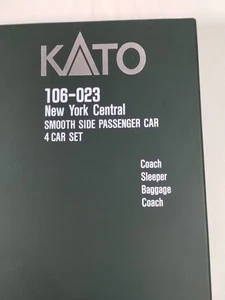 KATO
106-023
New York Central
SMOOTH SIDE PASSENGER CAR
4 CAR SET
Coach
Sleeper
Baggage
Coach